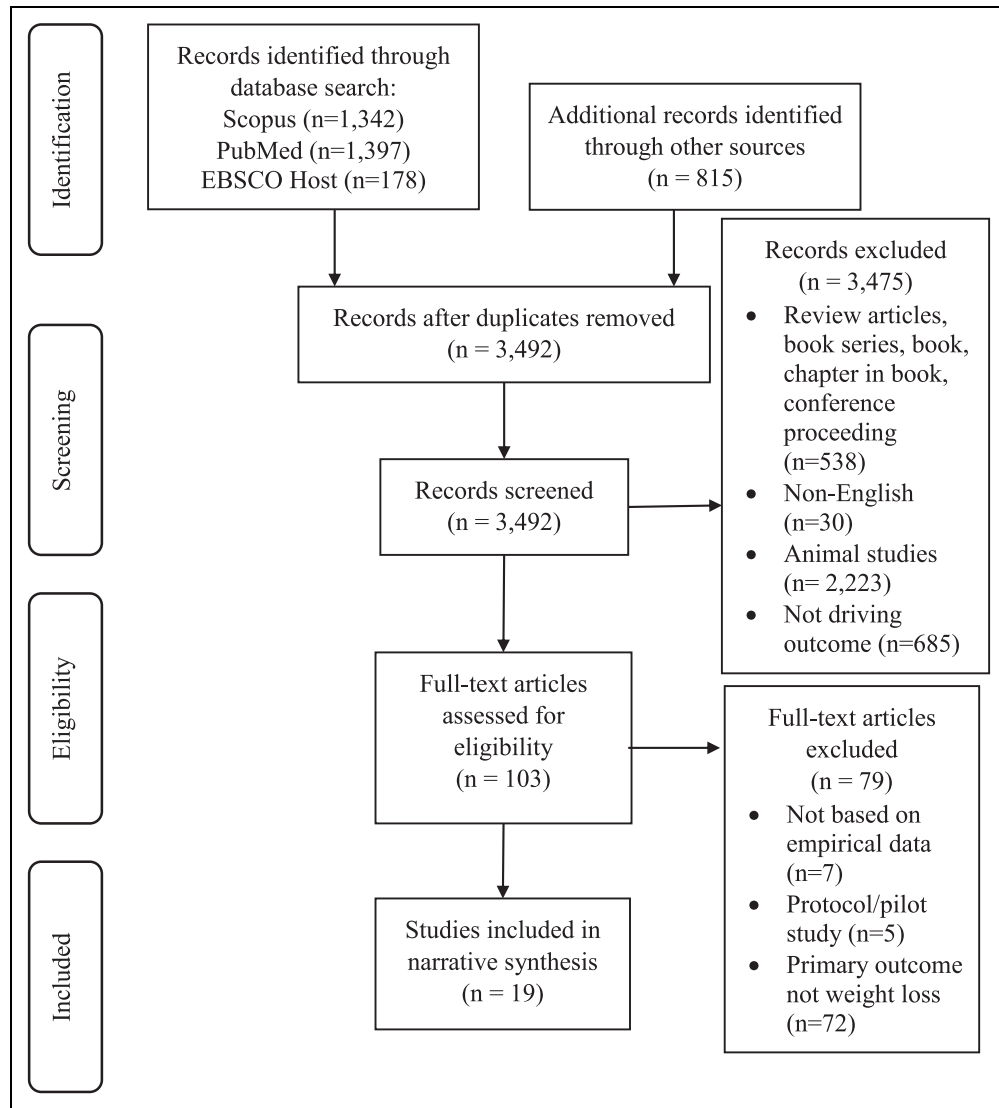 Identification
Records identified through
database search:
Scopus (n=1,342)
PubMed (n=1,397)
EBSCO Host (n=178)
Additional records identified
through other sources
(n = 815)
Records after duplicates removed
(n = 3,492)
Screening
Records screened
(n = 3,492)
Records excluded
(n = 3,475)
• Review articles,
book series, book,
chapter in book,
conference
proceeding
(n=538)
• Non-English
(n=30)
• Animal studies
(n= 2,223)
• Not driving
outcome (n=685)
Eligibility
Full-text articles
assessed for
eligibility
(n = 103)
Full-text articles
excluded
(n = 79)
• Not based on
empirical data
(n=7)
• Protocol/pilot
study (n=5)
• Primary outcome
not weight loss
(n=72)
Included
Studies included in
narrative synthesis
(n = 19)